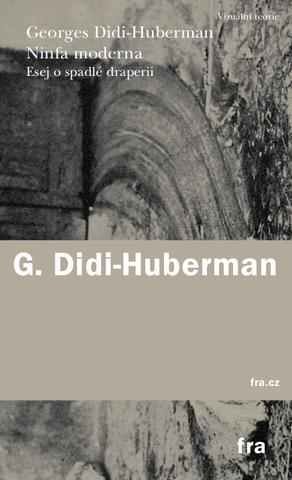 Vizuální teorie
Georges Didi-Huberman
Ninfa moderna
Esej o spadlé draperii
G. Didi-Huberman
fra.cz
fra